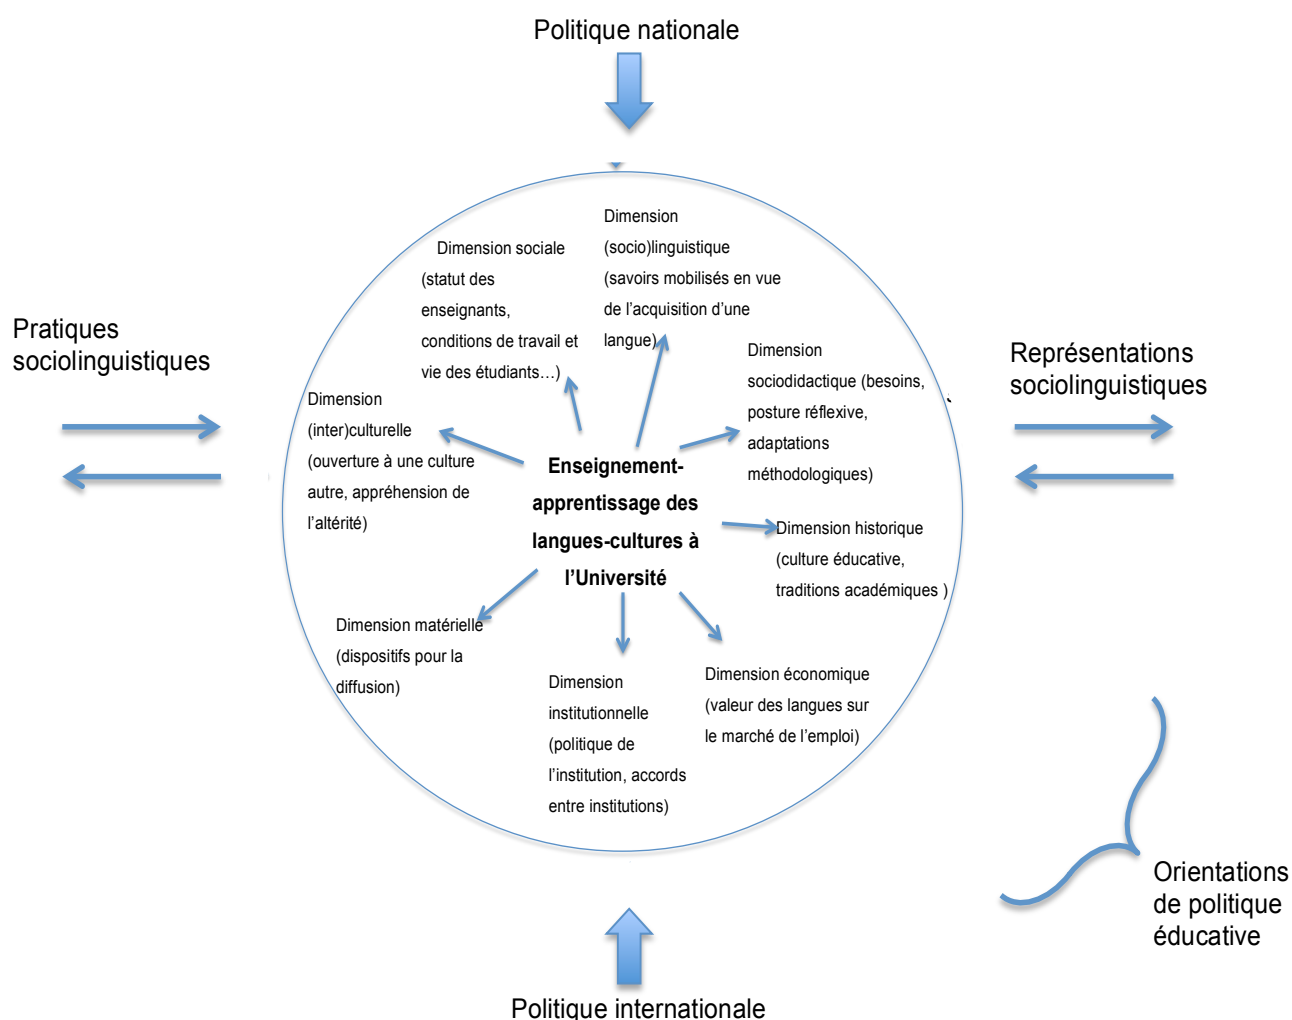 Politique nationale
Dimension
(socio)linguistique
(savoirs mobilisés en vue
de l’acquisition d’une
langue)
Dimension sociale
(statut des
enseignants,
conditions de travail et
vie des étudiants…)
Pratiques
sociolinguistiques
Représentations
sociolinguistiques
Dimension
sociodidactique (besoins,
posture réflexive,
adaptations
méthodologiques)
Dimension
(inter)culturelle
(ouverture à une culture
autre, appréhension de
l’altérité)
Enseignement-
apprentissage des
langues-cultures à
l’Université
Dimension historique
(culture éducative,
traditions académiques )
Dimension matérielle
(dispositifs pour la
diffusion)
Dimension
institutionnelle
(politique de
l’institution, accords
entre institutions)
Dimension économique
(valeur des langues sur
le marché de l’emploi)
Orientations
de politique
éducative
Politique internationale